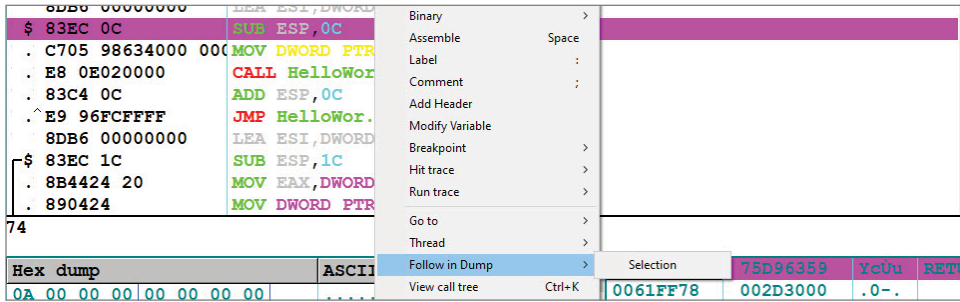 8DB6 00000000 LEA ESI,DWORD
$ 83EC 0C SUB ESP,0C
. C705 98634000 000 MOV DWORD PTR
. E8 0E020000 CALL HelloWor
. 83C4 0C ADD ESP,0C
.^E9 96FCFFFF JMP HelloWor.
8DB6 00000000 LEA ESI,DWORD
$ 83EC 1C SUB ESP,1C
. 8B4424 20 MOV EAX,DWORD
. 890424 MOV DWORD PTR
74
Hex dump ASCII
0A 00 00 00 00 00 00 00 .....
Binary >
Assemble Space
Label :
Comment ;
Add Header
Modify Variable
Breakpoint >
Hit trace >
Run trace >
Go to >
Thread >
Follow in Dump >
View call tree Ctrl+K
Selection
75D96359 YcÙu RETU
0061FF78 002D3000 .0-.